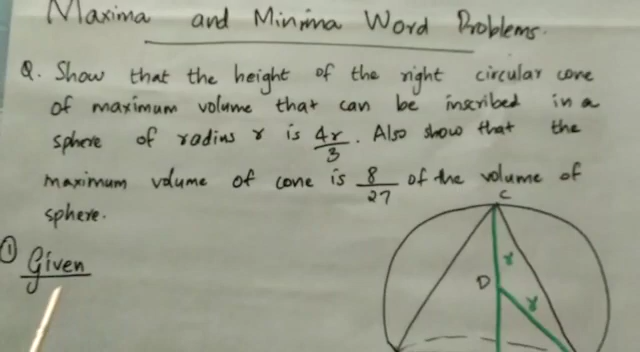 Maxima and Minima Word Problems.
Q. Show that the height of the right circular cone
of maximum volume that can be inscribed in a
sphere of radius r is 4r/3. Also show that the
maximum volume of cone is 8/27 of the volume of
sphere.
C
① Given
r
D
r